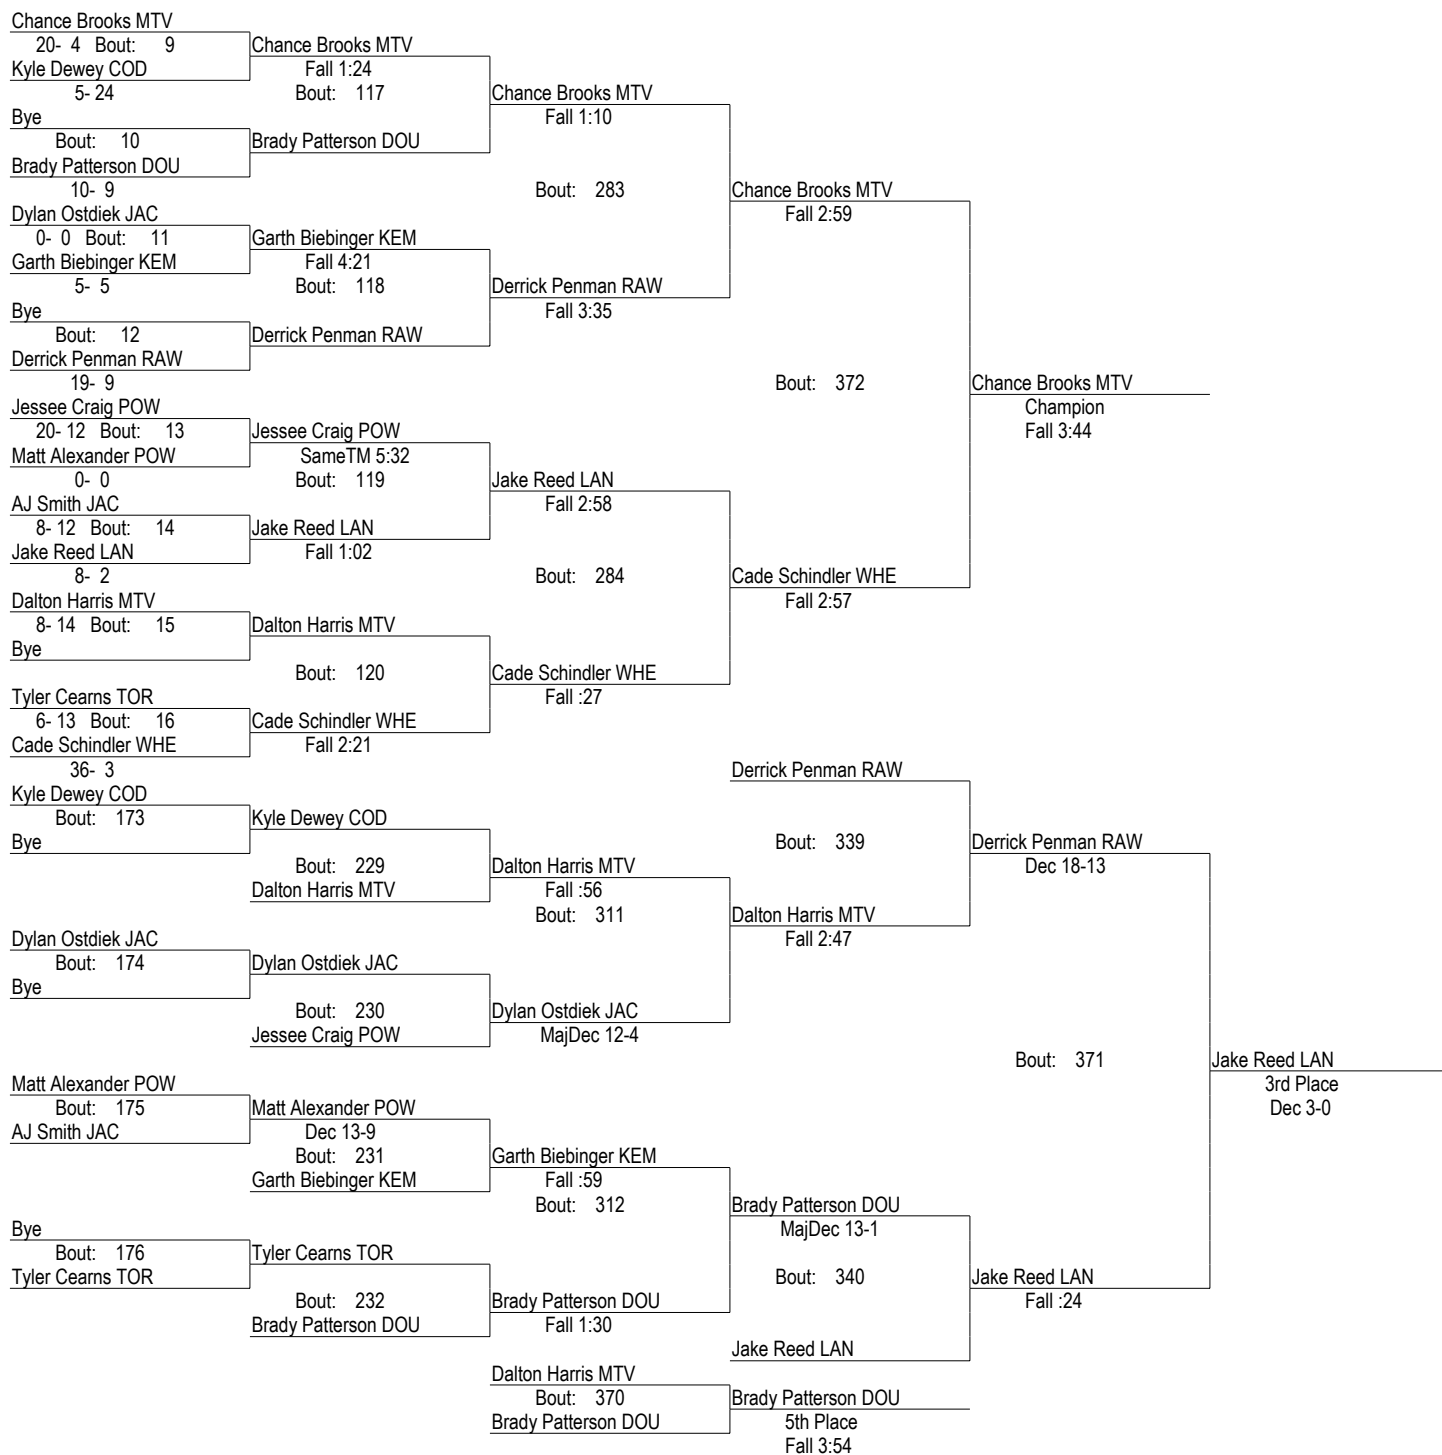 Chance Brooks MTV
20- 4 Bout: 9
Kyle Dewey COD
5- 24
Bye
Bout: 10
Brady Patterson DOU
10- 9
Dylan Ostdiek JAC
0- 0 Bout: 11
Garth Biebinger KEM
5- 5
Bye
Bout: 12
Derrick Penman RAW
19- 9
Jessee Craig POW
20- 12 Bout: 13
Matt Alexander POW
0- 0
AJ Smith JAC
8- 12 Bout: 14
Jake Reed LAN
8- 2
Dalton Harris MTV
8- 14 Bout: 15
Bye
Tyler Cearns TOR
6- 13 Bout: 16
Cade Schindler WHE
36- 3
Chance Brooks MTV
Fall 1:24
Bout: 117
Brady Patterson DOU
Garth Biebinger KEM
Fall 4:21
Bout: 118
Derrick Penman RAW
Jessee Craig POW
SameTM 5:32
Bout: 119
Jake Reed LAN
Fall 1:02
Dalton Harris MTV
Bout: 120
Cade Schindler WHE
Fall 2:21
Chance Brooks MTV
Fall 1:10
Bout: 283
Derrick Penman RAW
Fall 3:35
Jake Reed LAN
Fall 2:58
Bout: 284
Cade Schindler WHE
Fall :27
Chance Brooks MTV
Fall 2:59
Bout: 372
Cade Schindler WHE
Fall 2:57
Chance Brooks MTV
Champion
Fall 3:44
Kyle Dewey COD
Bout: 173
Bye
Dylan Ostdiek JAC
Bout: 174
Bye
Matt Alexander POW
Bout: 175
AJ Smith JAC
Bye
Bout: 176
Tyler Cearns TOR
Kyle Dewey COD
Bout: 229
Dalton Harris MTV
Dylan Ostdiek JAC
Bout: 230
Jessee Craig POW
Matt Alexander POW
Dec 13-9
Bout: 231
Garth Biebinger KEM
Tyler Cearns TOR
Bout: 232
Brady Patterson DOU
Dalton Harris MTV
Fall :56
Bout: 311
Dylan Ostdiek JAC
MajDec 12-4
Garth Biebinger KEM
Fall :59
Bout: 312
Brady Patterson DOU
Fall 1:30
Derrick Penman RAW
Bout: 339
Dalton Harris MTV
Fall 2:47
Brady Patterson DOU
MajDec 13-1
Bout: 340
Jake Reed LAN
Derrick Penman RAW
Dec 18-13
Bout: 371
Jake Reed LAN
Fall :24
Jake Reed LAN
3rd Place
Dec 3-0
Dalton Harris MTV
Bout: 370
Brady Patterson DOU
Brady Patterson DOU
5th Place
Fall 3:54